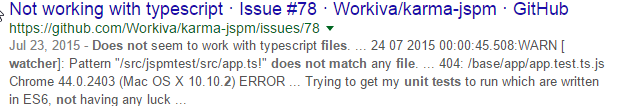 Not working with typescript · Issue #78 · Workiva/karma-jspm · GitHub
https://github.com/Workiva/karma-jspm/issues/78
Jul 23, 2015 - Does not seem to work with typescript files. ... 24 07 2015 00:00:45.508:WARN [
watcher]: Pattern "/src/jspmtest/src/app.ts!" does not match any file. ... 404: /base/app/app.test.ts.js
Chrome 44.0.2403 (Mac OS X 10.10.2) ERROR ... Trying to get my unit tests to run which are written
in ES6, not having any luck ...